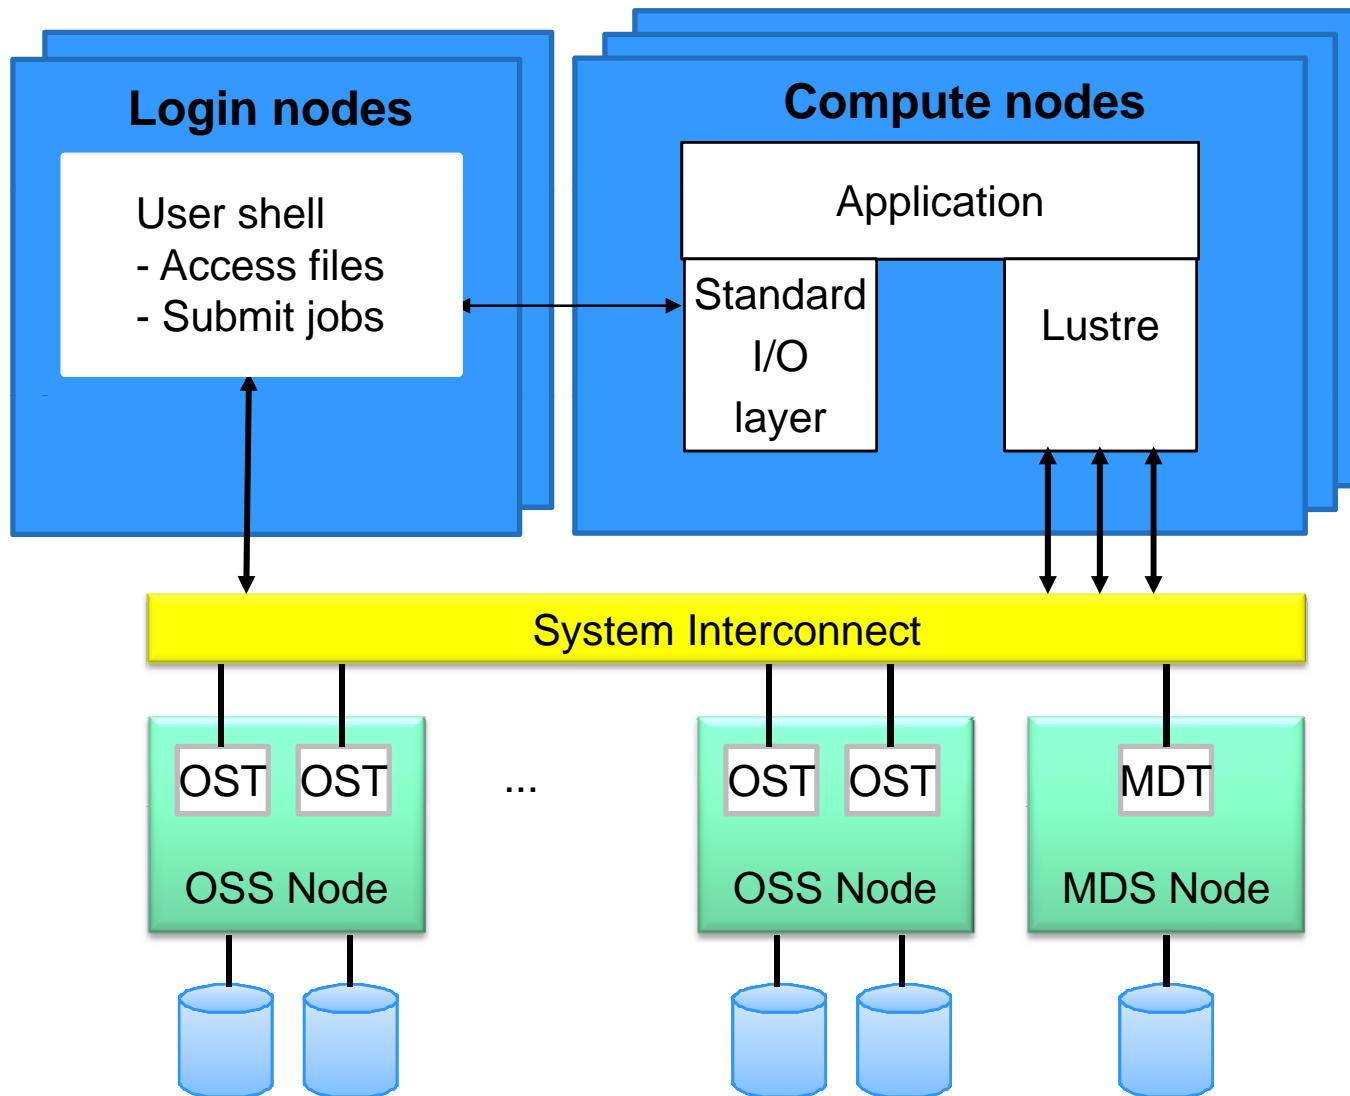 Login nodes
User shell
- Access files
- Submit jobs
Compute nodes
Application
Standard
I/O
layer
Lustre
System Interconnect
OST OST
OSS Node
...
OST OST
OSS Node
MDT
MDS Node